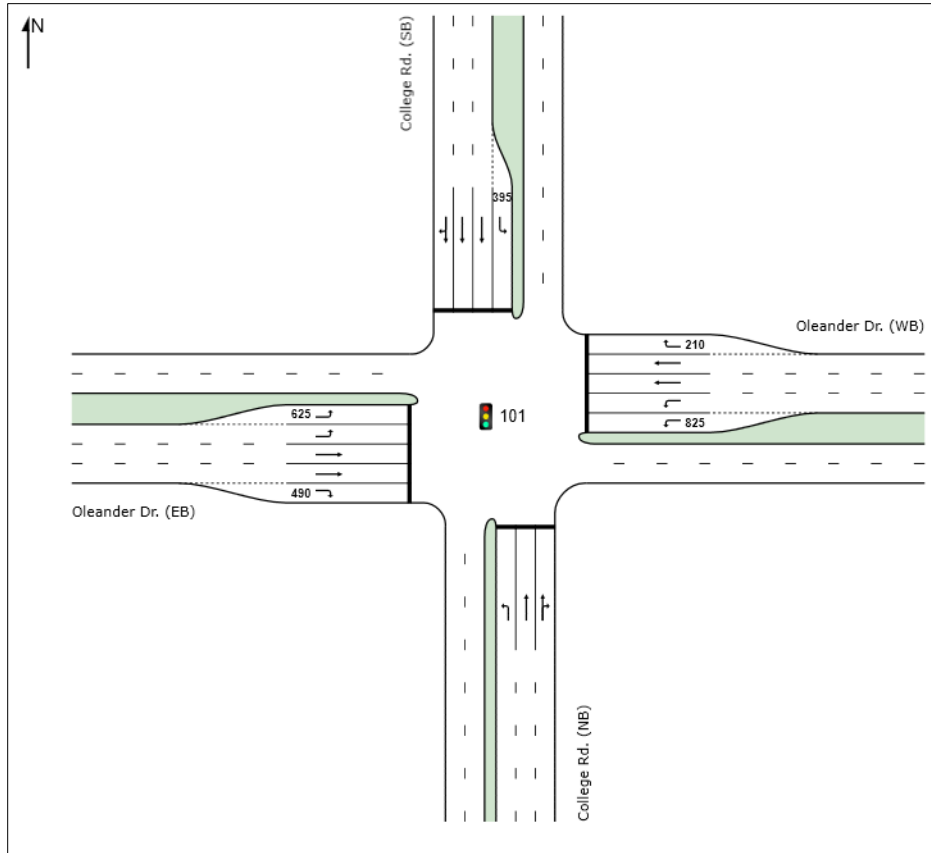 N
College Rd. (SB)
395
Oleander Dr. (WB)
210
625
101
825
490
Oleander Dr. (EB)
College Rd. (NB)